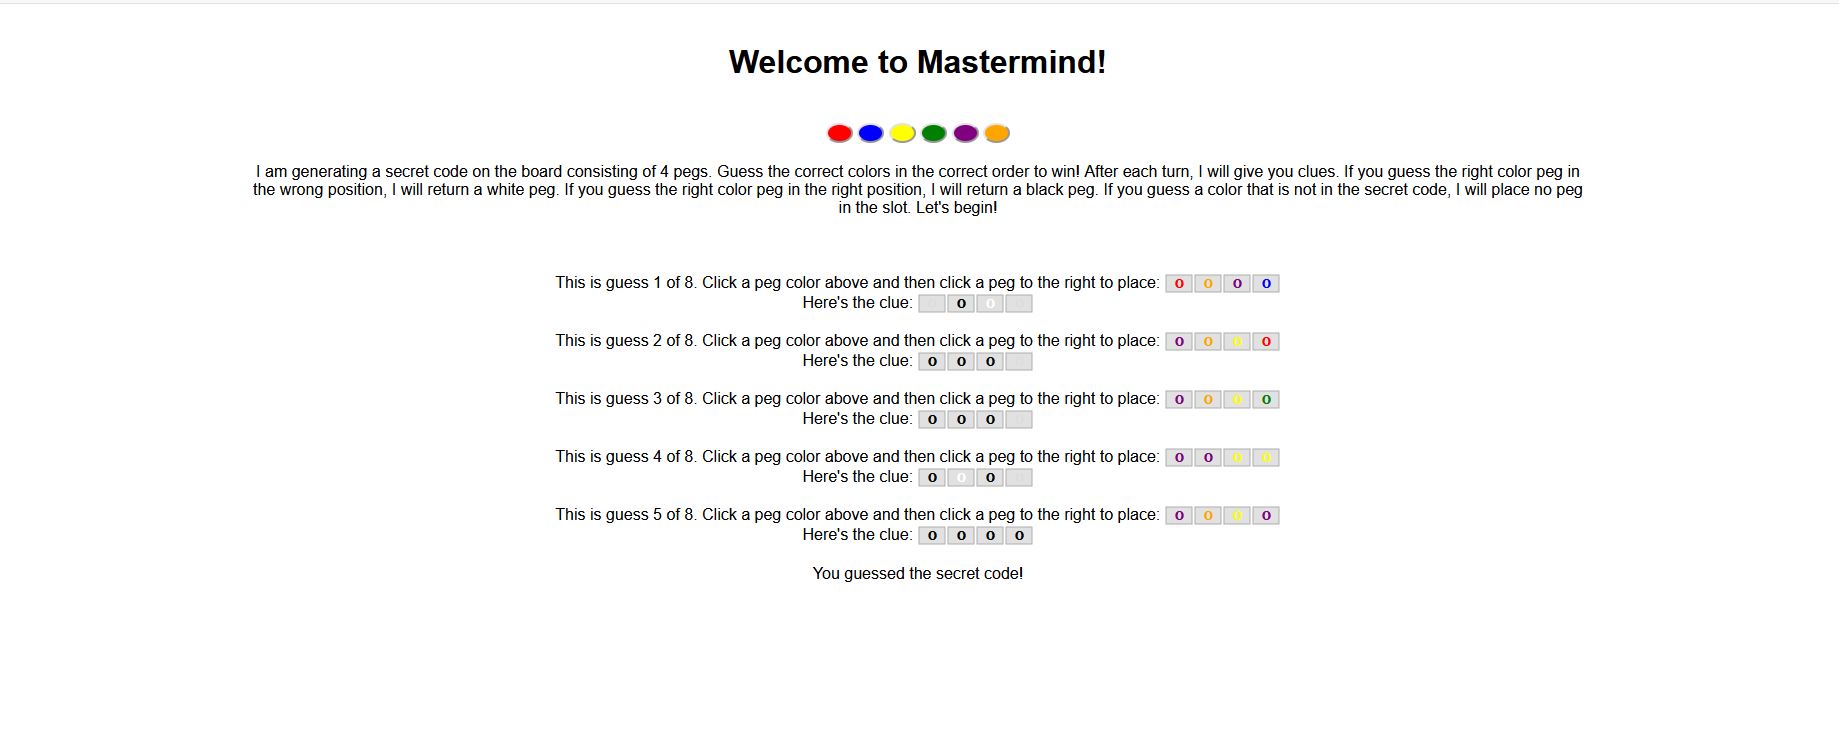 Welcome to Mastermind!
I am generating a secret code on the board consisting of 4 pegs. Guess the correct colors in the correct order to win! After each turn, I will give you clues. If you guess the right color peg in
the wrong position, I will return a white peg. If you guess the right color peg in the right position, I will return a black peg. If you guess a color that is not in the secret code, I will place no peg
in the slot. Let's begin!
This is guess 1 of 8. Click a peg color above and then click a peg to the right to place: o o o o
Here's the clue: o o o o
This is guess 2 of 8. Click a peg color above and then click a peg to the right to place: o o o o
Here's the clue: o o o o
This is guess 3 of 8. Click a peg color above and then click a peg to the right to place: o o o o
Here's the clue: o o o o
This is guess 4 of 8. Click a peg color above and then click a peg to the right to place: o o o o
Here's the clue: o o o o
This is guess 5 of 8. Click a peg color above and then click a peg to the right to place: o o o o
Here's the clue: o o o o
You guessed the secret code!